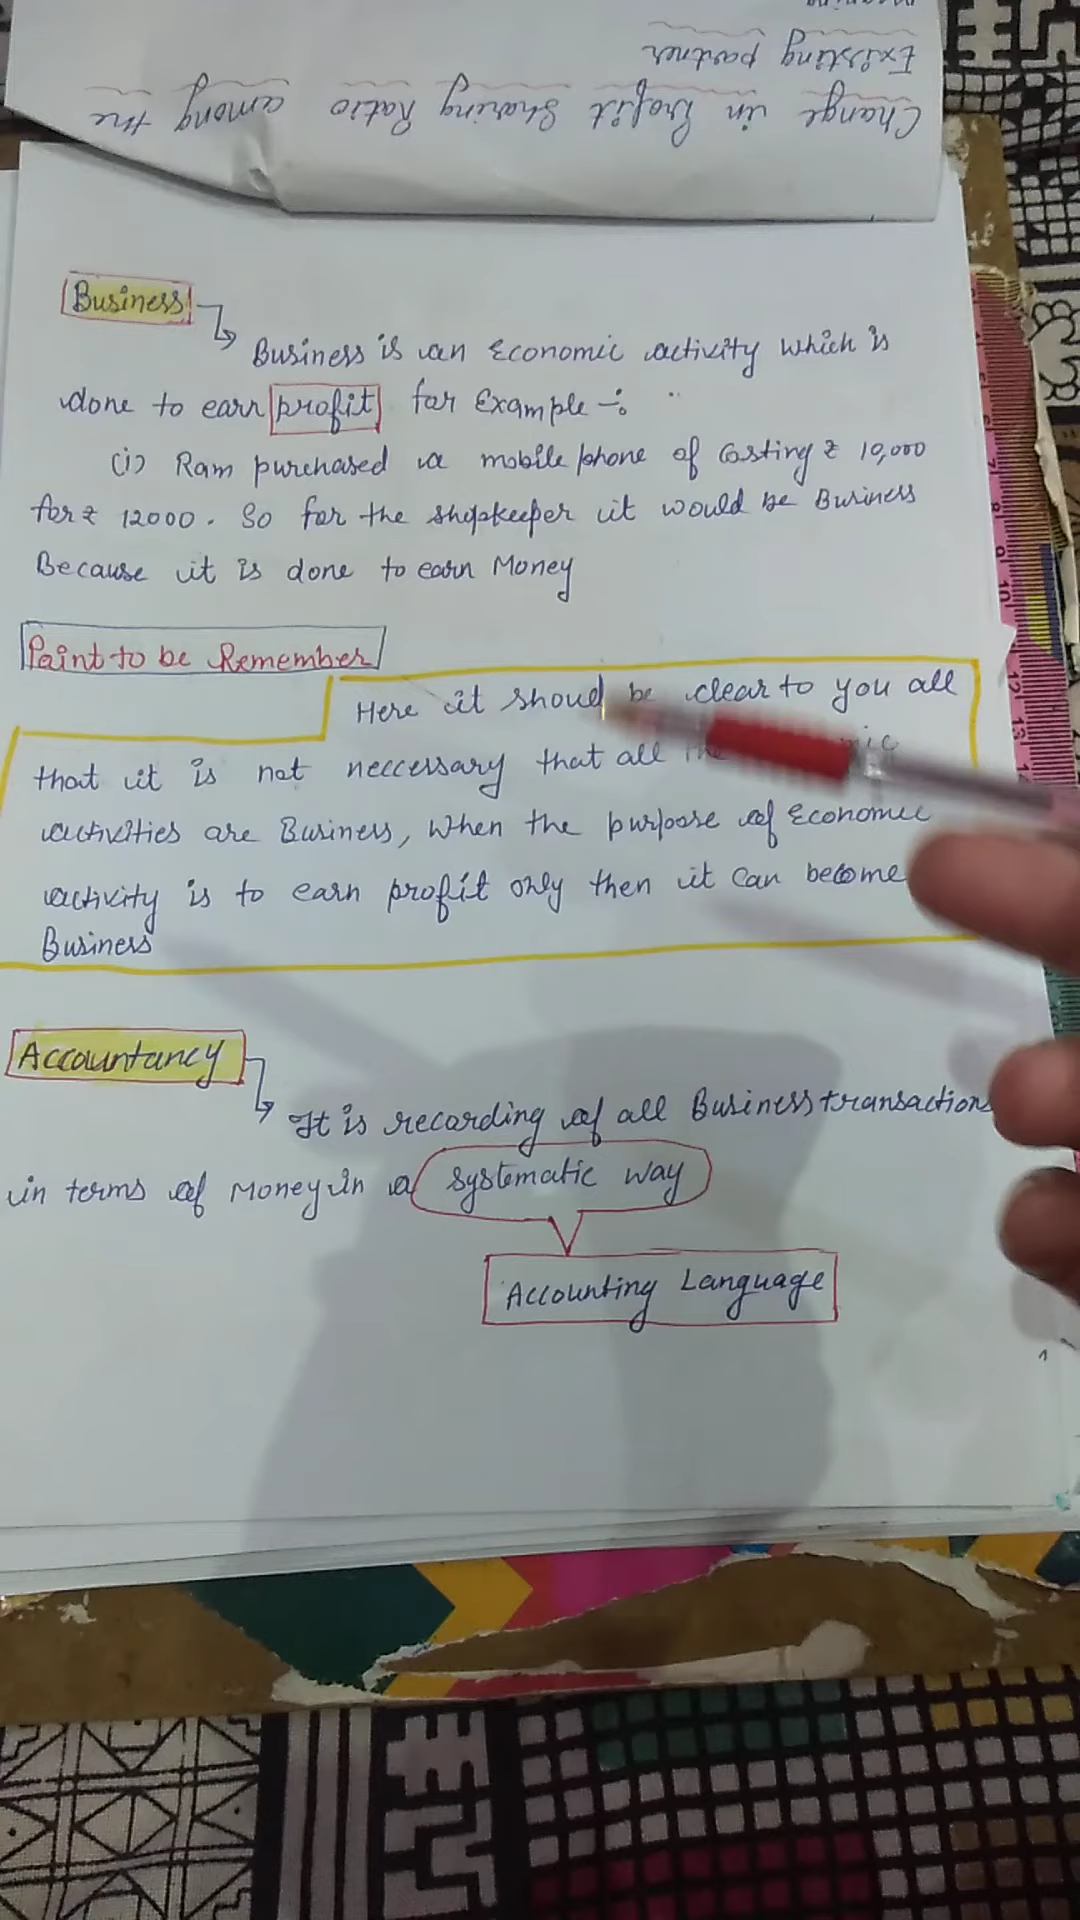 Change in Profit Sharing Ratio among the
Existing partner
Business
Business is an Economic activity which is
done to earn profit for Example
(i) Ram purchased a mobile phone of Costing ₹ 10,000
for ₹ 12000. So for the shopkeeper it would be Business
Because it is done to earn Money
Point to be Remember
Here it shoud be clear to you all
that it is not neccessary that all the
activities are Business, When the purpose of Economic
activity is to earn profit only then it can become
Business
Accountancy
It is recording of all Business transactions
in terms of Money in a systematic way
Accounting Language